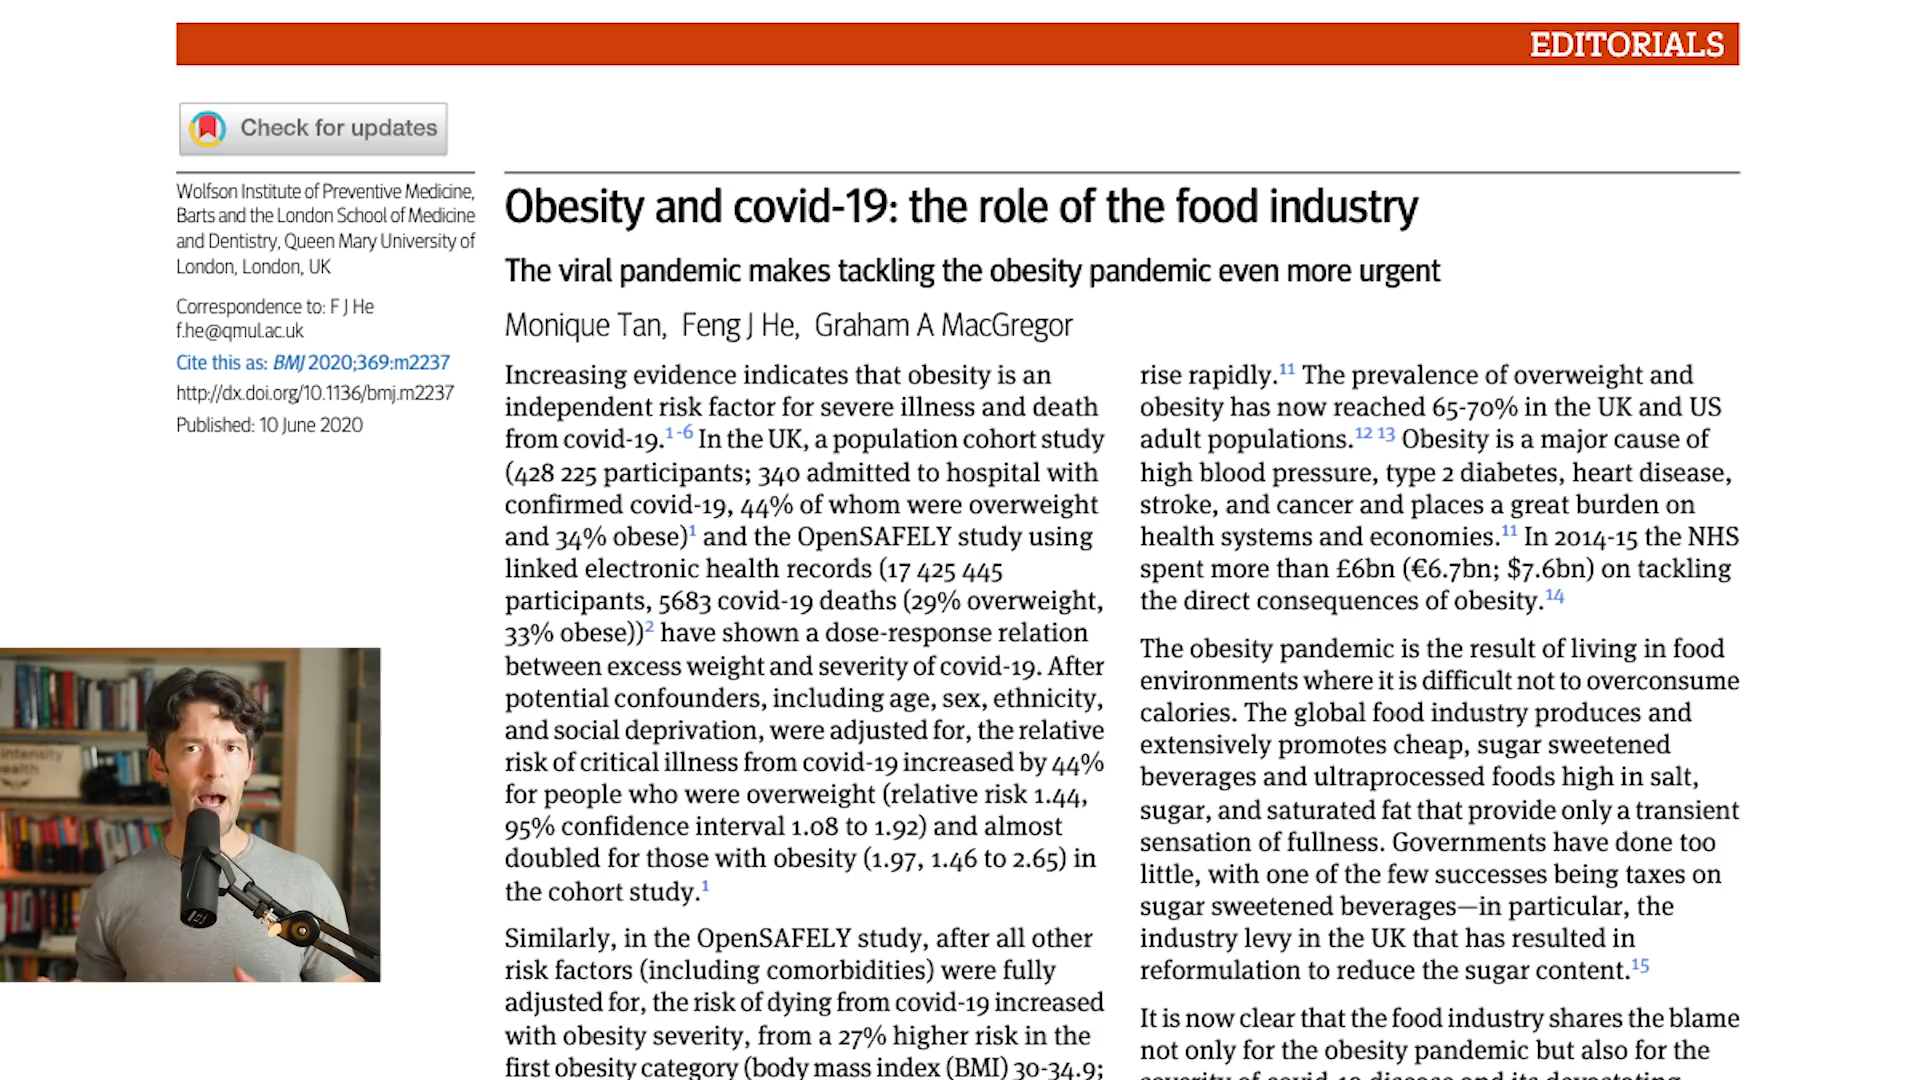 EDITORIALS
Check for updates
Wolfson Institute of Preventive Medicine,
Barts and the London School of Medicine
and Dentistry, Queen Mary University of
London, London, UK
Correspondence to: F J He
f.he@qmul.ac.uk
Cite this as: BMJ 2020;369:m2237
http://dx.doi.org/10.1136/bmj.m2237
Published: 10 June 2020
Obesity and covid-19: the role of the food industry
The viral pandemic makes tackling the obesity pandemic even more urgent
Monique Tan, Feng J He, Graham A MacGregor
Increasing evidence indicates that obesity is an
independent risk factor for severe illness and death
from covid-19.1-6 In the UK, a population cohort study
(428 225 participants; 340 admitted to hospital with
confirmed covid-19, 44% of whom were overweight
and 34% obese)1 and the OpenSAFELY study using
linked electronic health records (17 425 445
participants, 5683 covid-19 deaths (29% overweight,
33% obese))2 have shown a dose-response relation
between excess weight and severity of covid-19. After
potential confounders, including age, sex, ethnicity,
and social deprivation, were adjusted for, the relative
risk of critical illness from covid-19 increased by 44%
for people who were overweight (relative risk 1.44,
95% confidence interval 1.08 to 1.92) and almost
doubled for those with obesity (1.97, 1.46 to 2.65) in
the cohort study.1
Similarly, in the OpenSAFELY study, after all other
risk factors (including comorbidities) were fully
adjusted for, the risk of dying from covid-19 increased
with obesity severity, from a 27% higher risk in the
first obesity category (body mass index (BMI) 30-34.9;
rise rapidly.11 The prevalence of overweight and
obesity has now reached 65-70% in the UK and US
adult populations.12 13 Obesity is a major cause of
high blood pressure, type 2 diabetes, heart disease,
stroke, and cancer and places a great burden on
health systems and economies.11 In 2014-15 the NHS
spent more than £6bn (€6.7bn; $7.6bn) on tackling
the direct consequences of obesity.14
The obesity pandemic is the result of living in food
environments where it is difficult not to overconsume
calories. The global food industry produces and
extensively promotes cheap, sugar sweetened
beverages and ultraprocessed foods high in salt,
sugar, and saturated fat that provide only a transient
sensation of fullness. Governments have done too
little, with one of the few successes being taxes on
sugar sweetened beverages—in particular, the
industry levy in the UK that has resulted in
reformulation to reduce the sugar content.15
It is now clear that the food industry shares the blame
not only for the obesity pandemic but also for the
severity of covid-19 disease and its devastating
intensity
health